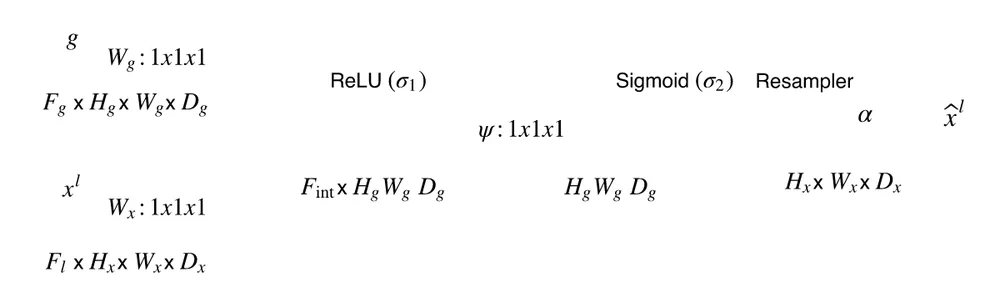 g
W_g : 1x1x1
F_g x H_g x W_g x D_g
ReLU (σ_1)
Sigmoid (σ_2)
Resampler
α
x̂^l
ψ : 1x1x1
x^l
W_x : 1x1x1
F_int x H_g W_g D_g
H_g W_g D_g
H_x x W_x x D_x
F_l x H_x x W_x x D_x